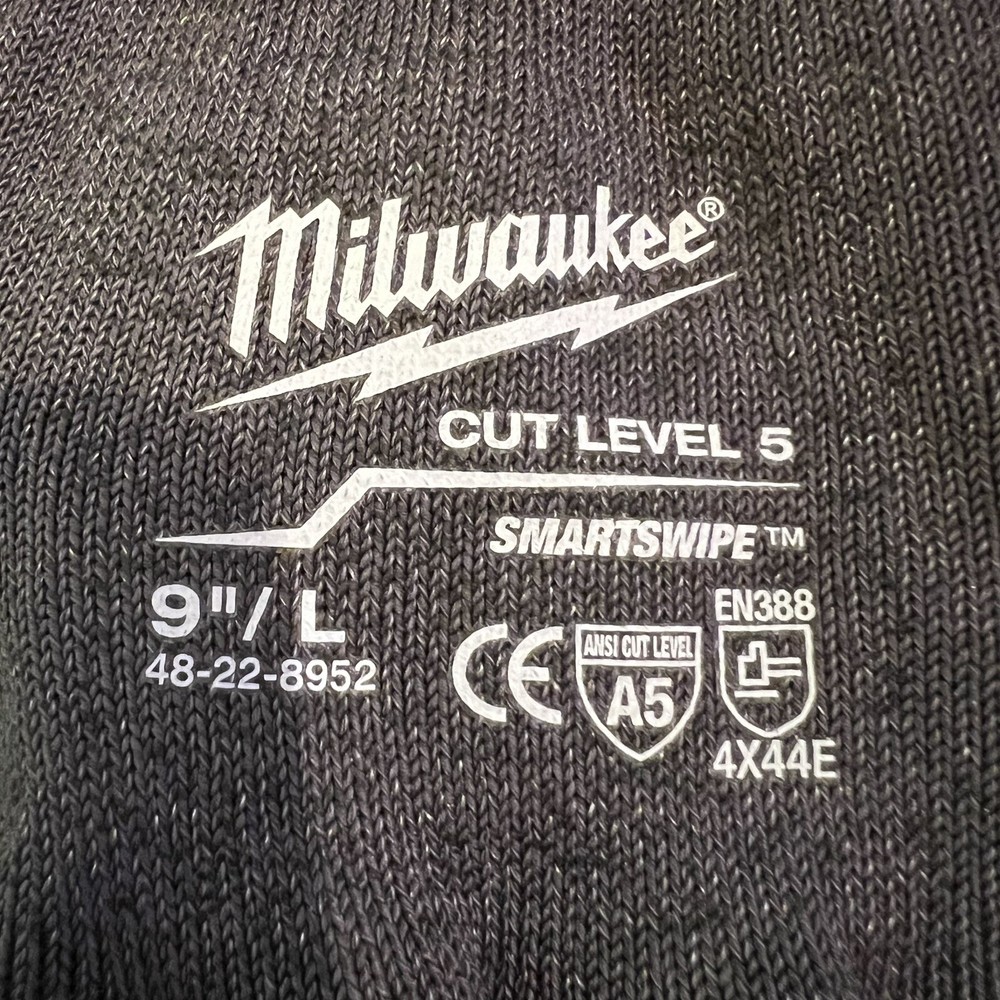 Milwaukee®
CUT LEVEL 5
SMARTSWIPE™
9"/ L
48-22-8952
CE
ANSI CUT LEVEL
A5
EN388
4X44E